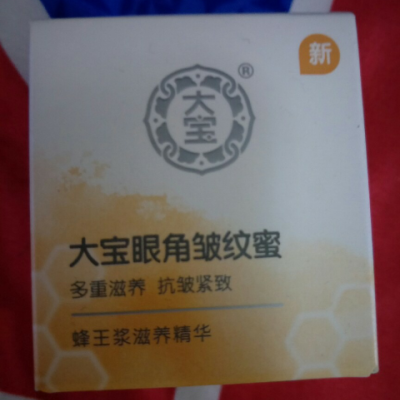 新
大宝®
大宝眼角皱纹蜜
多重滋养 抗皱紧致
蜂王浆滋养精华